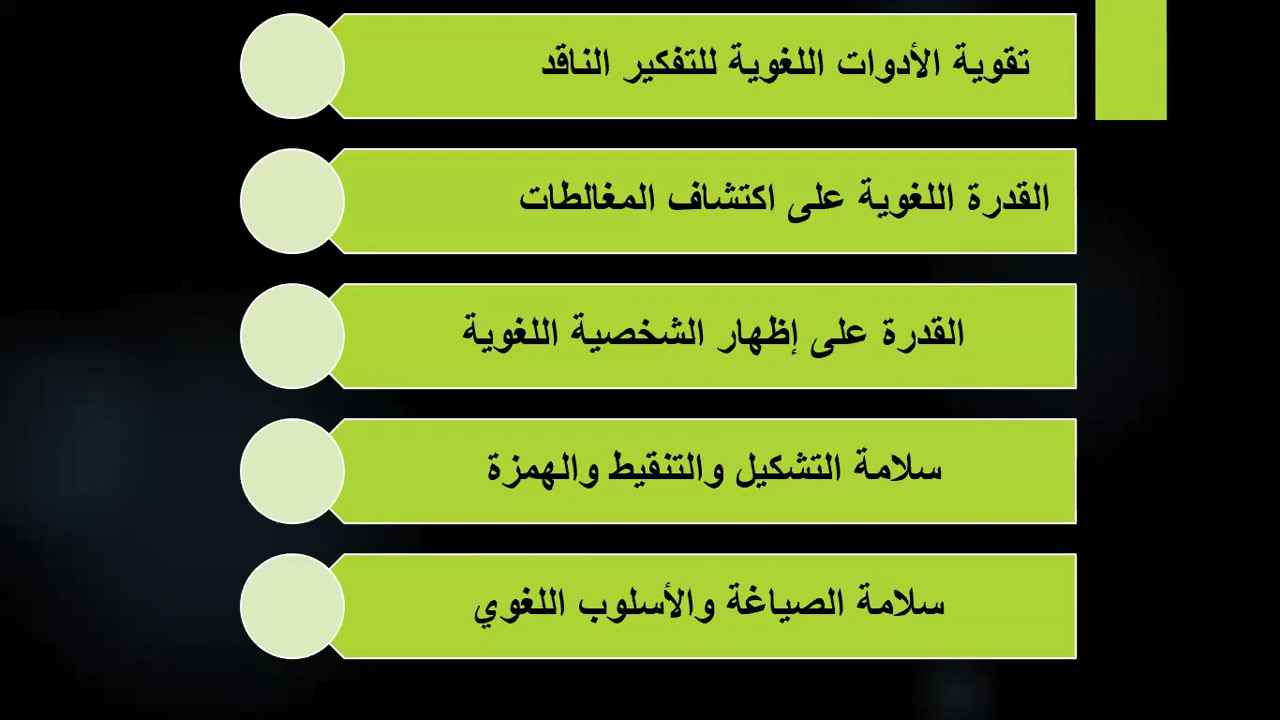 تقوية الأدوات اللغوية للتفكير الناقد
القدرة اللغوية على اكتشاف المغالطات
القدرة على إظهار الشخصية اللغوية
سلامة التشكيل والتنقيط والهمزة
سلامة الصياغة والأسلوب اللغوي